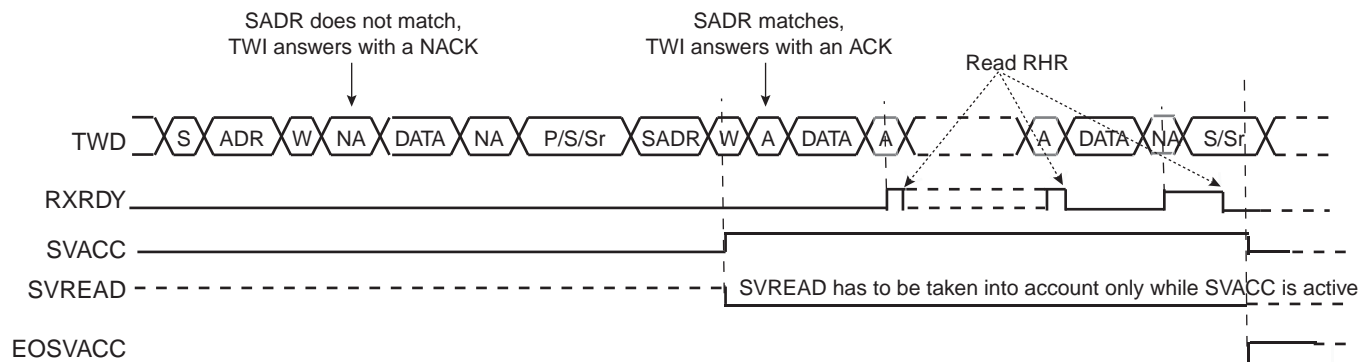 SADR does not match,
TWI answers with a NACK
SADR matches,
TWI answers with an ACK
Read RHR
TWD S ADR W NA DATA NA P/S/Sr SADR W A DATA A A DATA NA S/Sr
RXRDY
SVACC
SVREAD SVREAD has to be taken into account only while SVACC is active
EOSVACC